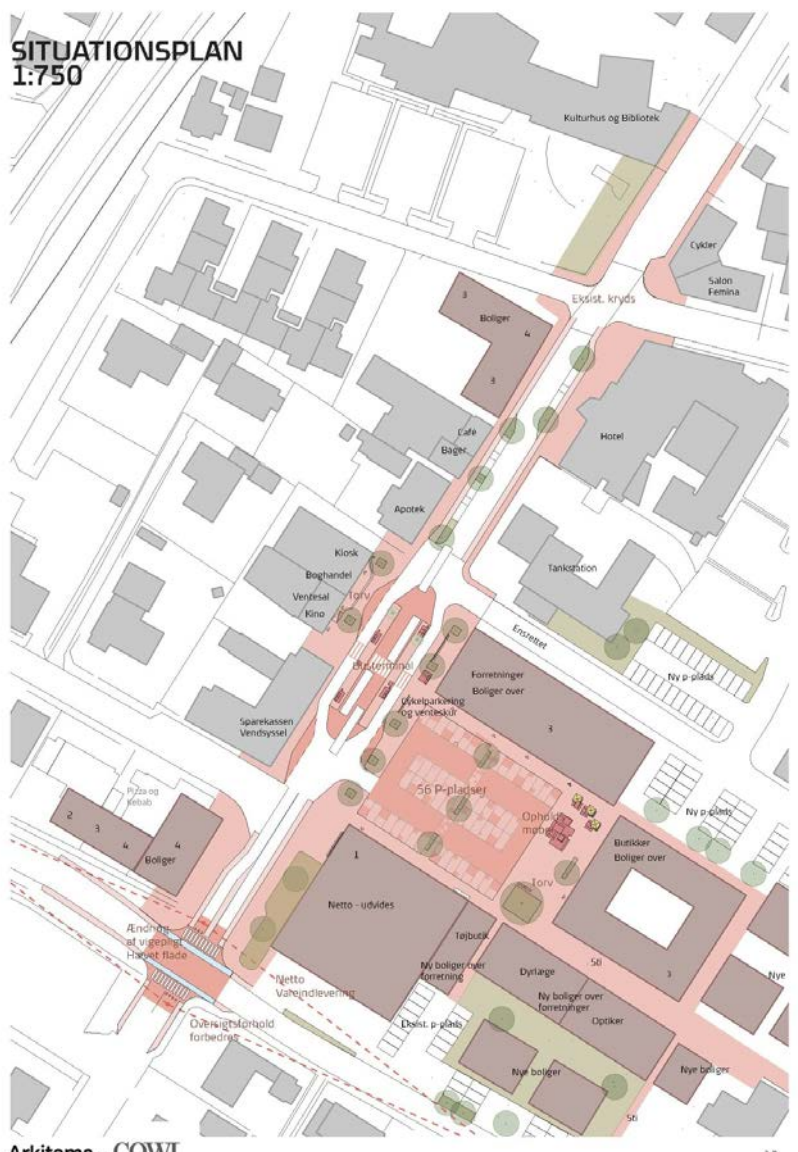 SITUATIONSPLAN
1:750
Kulturhus og Bibliotek
Cykler
Salon
Femina
Eksist. kryds
3
Boliger
4
3
Hotel
Café
Bager
Apotek
Kiosk
Boghandel
Torv
Ventesal
Kino
Tankstation
Ensrettet
Busterminal
Ny p-plads
Forretninger
Boliger over
Cykelparkering
og venteskur
3
Sparekassen
Vendsyssel
56 P-pladser
Pizza og
Kebab
2
3
4
4
Boliger
Opholds
møbel
4
Ny p-plads
Butikker
Boliger over
1
Torv
Netto - udvides
Tøjbutik
Ændring
af vigepligt
Hævet flade
Ny boliger over
forretning
Dyrlæge
Sti
3
Nye
Netto
Vareindlevering
Ny boliger over
forretninger
Optiker
Oversigtsforhold
forbedres
Eksist. p-plads
Nye boliger
Nye boliger
Sti
Arkitema
COWI